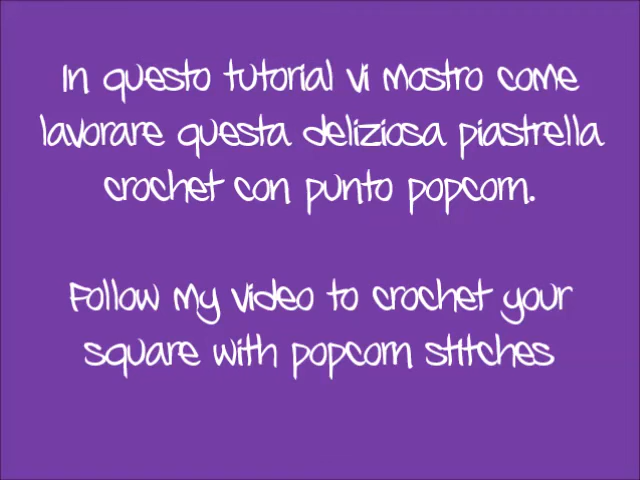 In questo tutorial vi mostro come
lavorare questa deliziosa piastrella
crochet con punto popcorn.
Follow my video to crochet your
square with popcorn stitches